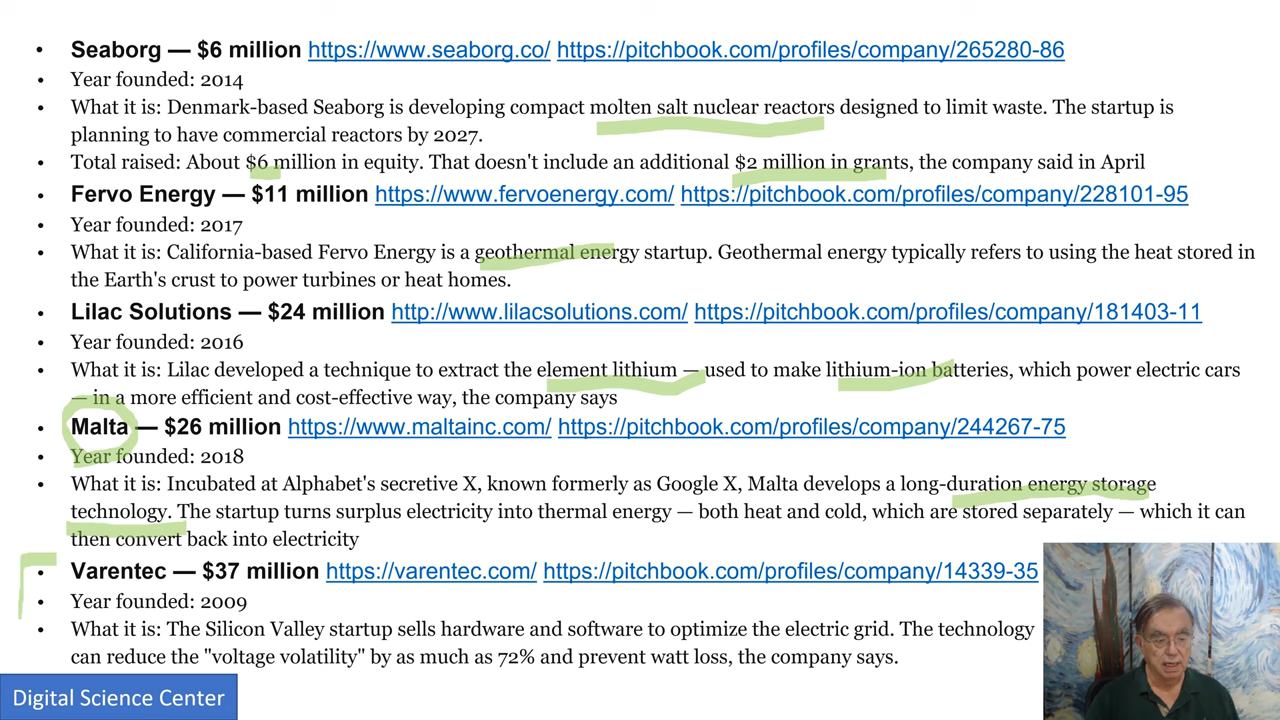 • Seaborg — $6 million https://www.seaborg.co/ https://pitchbook.com/profiles/company/265280-86
• Year founded: 2014
• What it is: Denmark-based Seaborg is developing compact molten salt nuclear reactors designed to limit waste. The startup is
planning to have commercial reactors by 2027.
• Total raised: About $6 million in equity. That doesn't include an additional $2 million in grants, the company said in April
• Fervo Energy — $11 million https://www.fervoenergy.com/ https://pitchbook.com/profiles/company/228101-95
• Year founded: 2017
• What it is: California-based Fervo Energy is a geothermal energy startup. Geothermal energy typically refers to using the heat stored in
the Earth's crust to power turbines or heat homes.
• Lilac Solutions — $24 million http://www.lilacsolutions.com/ https://pitchbook.com/profiles/company/181403-11
• Year founded: 2016
• What it is: Lilac developed a technique to extract the element lithium — used to make lithium-ion batteries, which power electric cars
— in a more efficient and cost-effective way, the company says
• Malta — $26 million https://www.maltainc.com/ https://pitchbook.com/profiles/company/244267-75
• Year founded: 2018
• What it is: Incubated at Alphabet's secretive X, known formerly as Google X, Malta develops a long-duration energy storage
technology. The startup turns surplus electricity into thermal energy — both heat and cold, which are stored separately — which it can
then convert back into electricity
• Varentec — $37 million https://varentec.com/ https://pitchbook.com/profiles/company/14339-35
• Year founded: 2009
• What it is: The Silicon Valley startup sells hardware and software to optimize the electric grid. The technology
can reduce the "voltage volatility" by as much as 72% and prevent watt loss, the company says.
Digital Science Center